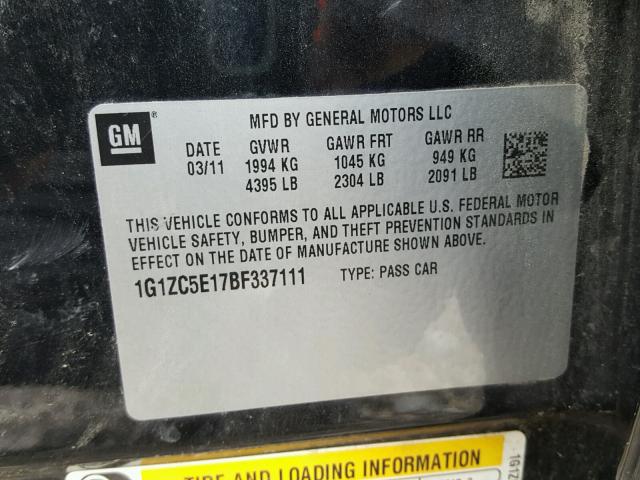 GM
MFD BY GENERAL MOTORS LLC
DATE GVWR GAWR FRT GAWR RR
03/11 1994 KG 1045 KG 949 KG
4395 LB 2304 LB 2091 LB
THIS VEHICLE CONFORMS TO ALL APPLICABLE U.S. FEDERAL MOTOR
VEHICLE SAFETY, BUMPER, AND THEFT PREVENTION STANDARDS IN
EFFECT ON THE DATE OF MANUFACTURE SHOWN ABOVE.
1G1ZC5E17BF337111 TYPE: PASS CAR
TIRE AND LOADING INFORMATION
1G1Z